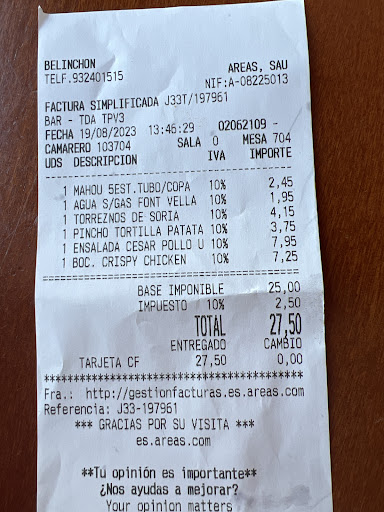 BELINCHON AREAS, SAU
TELF.932401515 NIF:A-08225013
FACTURA SIMPLIFICADA J33T/197961
BAR - TDA TPV3
FECHA 19/08/2023 13:46:29 02062109 -
CAMARERO 103704 SALA 0 MESA 704
UDS DESCRIPCION IVA IMPORTE
1 MAHOU 5EST.TUBO/COPA 10% 2,45
1 AGUA S/GAS FONT VELLA 10% 1,95
1 TORREZNOS DE SORIA 10% 4,15
1 PINCHO TORTILLA PATATA 10% 3,75
1 ENSALADA CESAR POLLO U 10% 7,95
1 BOC. CRISPY CHICKEN 10% 7,25
BASE IMPONIBLE 25,00
IMPUESTO 10% 2,50
TOTAL 27,50
ENTREGADO CAMBIO
TARJETA CF 27,50 0,00
Fra.: http://gestionfacturas.es.areas.com
Referencia: J33-197961
*** GRACIAS POR SU VISITA ***
es.areas.com
**Tu opinión es importante**
¿Nos ayudas a mejorar?
Your opinion matters